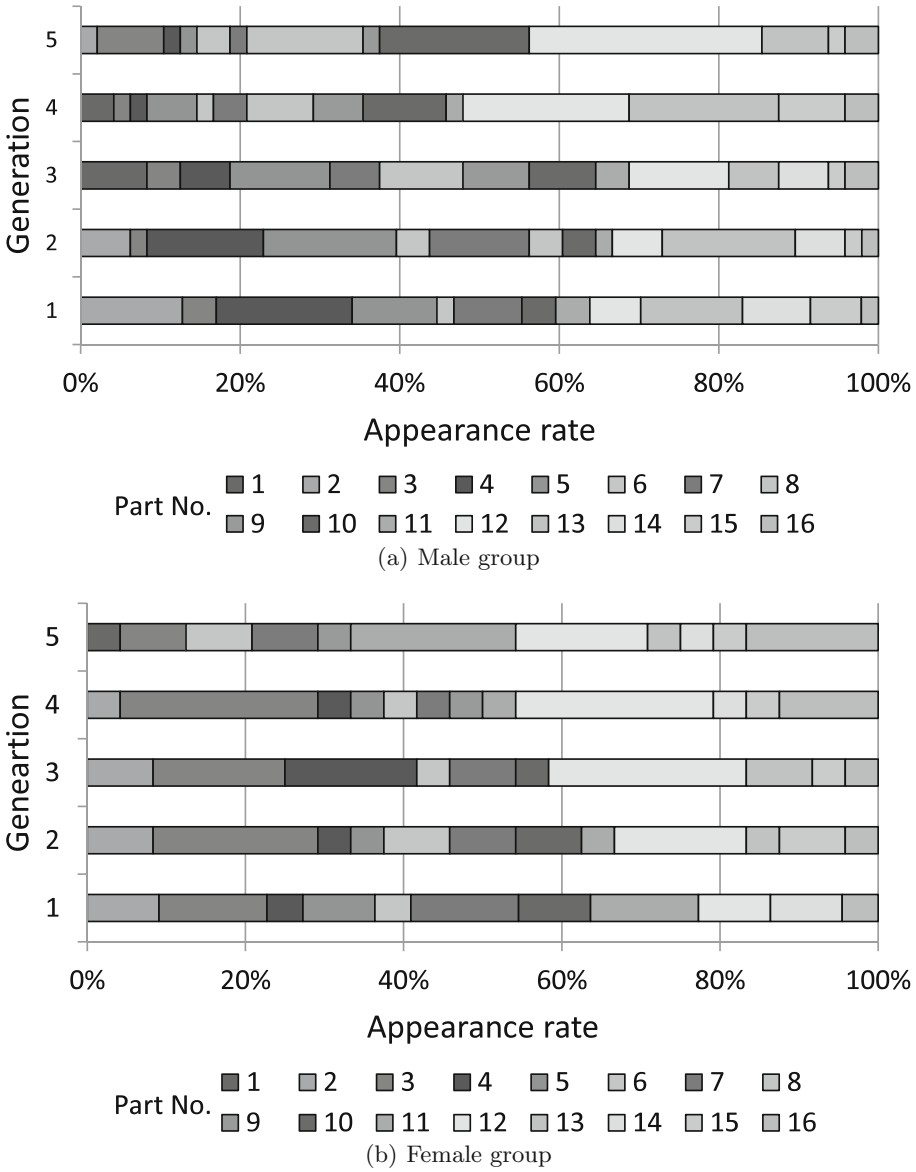 5
4
3
2
1
Generation
0% 20% 40% 60% 80% 100%
Appearance rate
Part No.
1 2 3 4 5 6 7 8
9 10 11 12 13 14 15 16
(a) Male group
5
4
3
2
1
Geneartion
0% 20% 40% 60% 80% 100%
Appearance rate
Part No.
1 2 3 4 5 6 7 8
9 10 11 12 13 14 15 16
(b) Female group